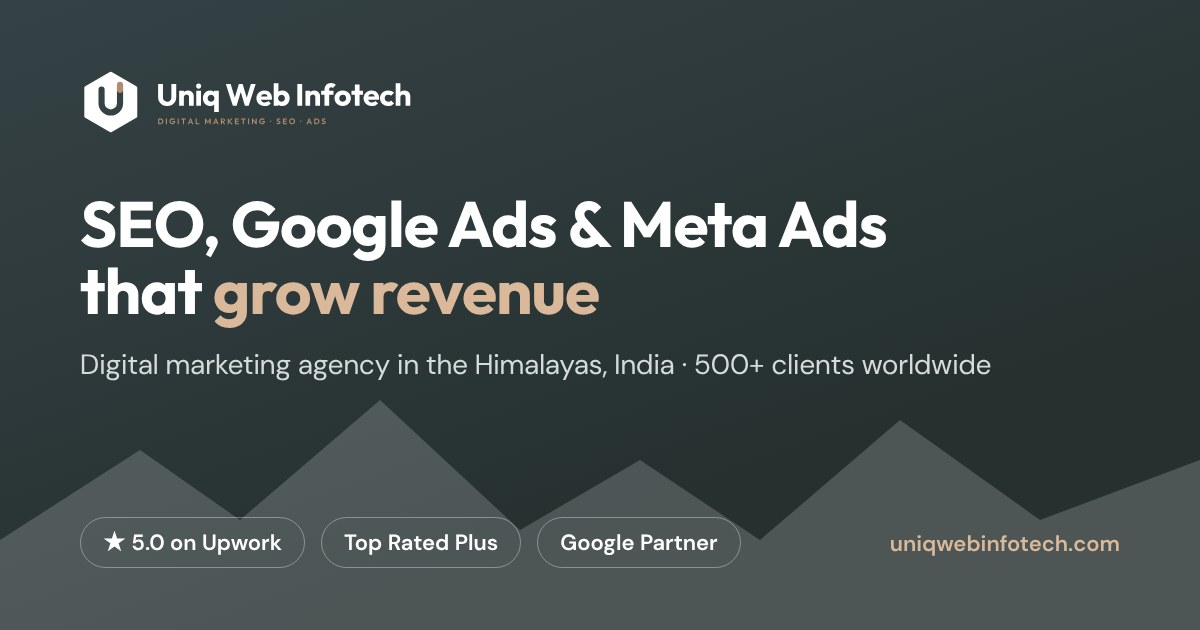 Uniq Web Infotech
DIGITAL MARKETING · SEO · ADS
SEO, Google Ads & Meta Ads
that grow revenue
Digital marketing agency in the Himalayas, India · 500+ clients worldwide
★ 5.0 on Upwork
Top Rated Plus
Google Partner
uniqwebinfotech.com